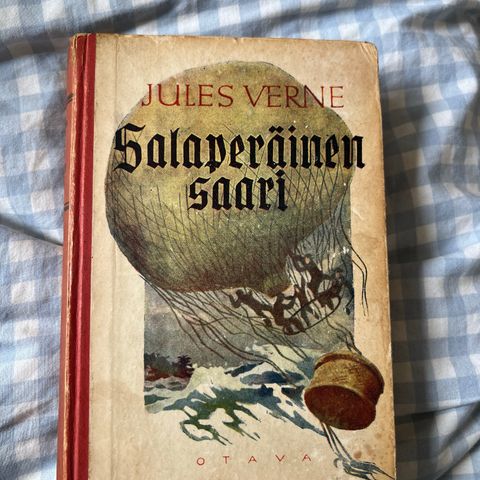 JULES VERNE
Salaperäinen
saari
OTAVA